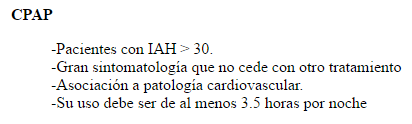 CPAP
-Pacientes con IAH > 30.
-Gran sintomatología que no cede con otro tratamiento
-Asociación a patología cardiovascular.
-Su uso debe ser de al menos 3.5 horas por noche